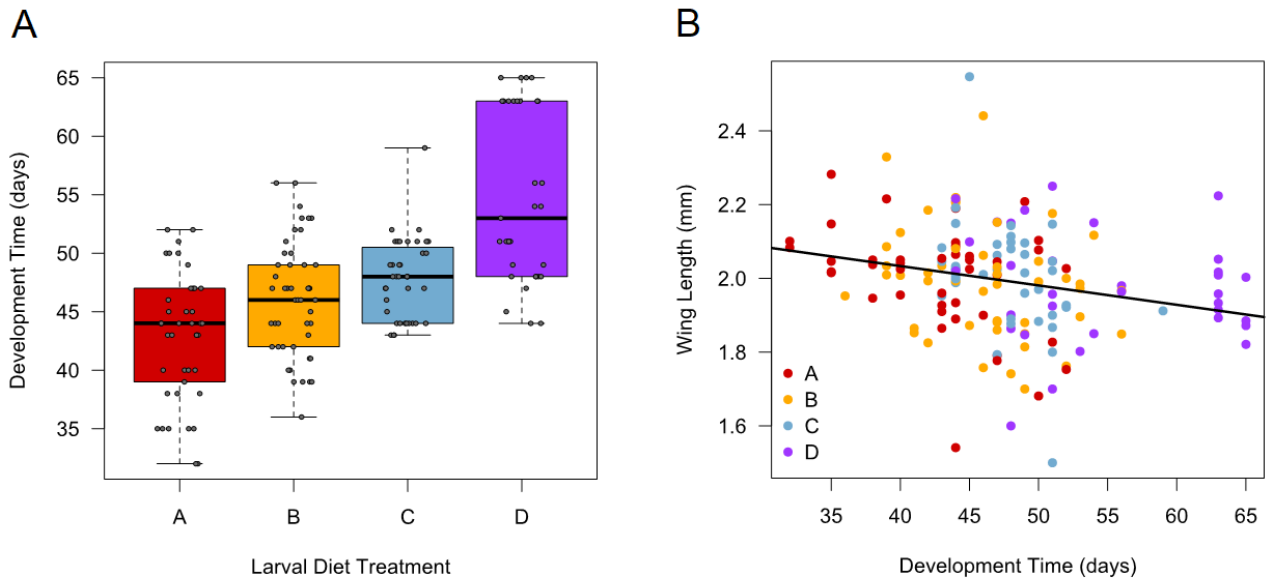 A
B
Development Time (days)
65
60
55
50
45
40
35
A B C D
Larval Diet Treatment
Wing Length (mm)
2.4
2.2
2.0
1.8
1.6
A
B
C
D
35 40 45 50 55 60 65
Development Time (days)